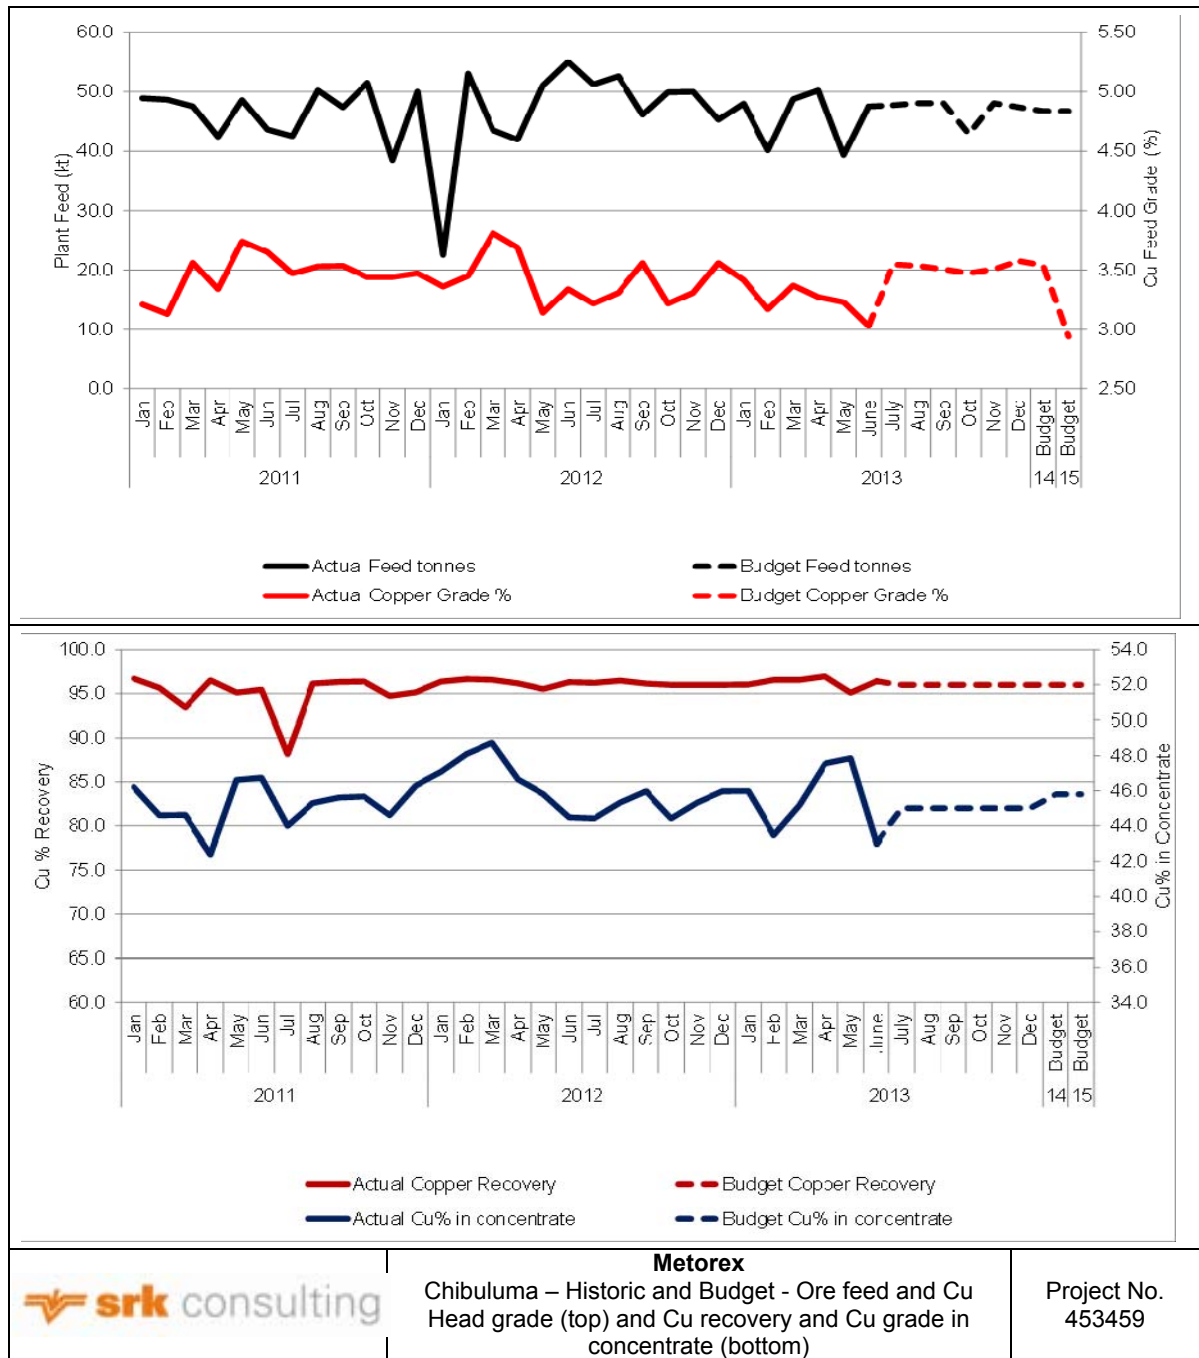 60.0
50.0
40.0
30.0
20.0
10.0
0.0
Plant Feed (kt)
5.50
5.00
4.50
4.00
3.50
3.00
2.50
Cu Feed Grade (%)
Jan Feb Mar Apr May Jun Jul Aug Sep Oct Nov Dec Jan Feb Mar Apr May Jun Jul Aug Sep Oct Nov Dec Jan Feb Mar Apr May June July Aug Sep Oct Nov Dec Budget Budget
2011 2012 2013 14 15
Actual Feed tonnes
Budget Feed tonnes
Actual Copper Grade %
Budget Copper Grade %
100.0
95.0
90.0
85.0
80.0
75.0
70.0
65.0
60.0
Cu % Recovery
54.0
52.0
50.0
48.0
46.0
44.0
42.0
40.0
38.0
36.0
34.0
Cu% in Concentrate
Jan Feb Mar Apr May Jun Jul Aug Sep Oct Nov Dec Jan Feb Mar Apr May Jun Jul Aug Sep Oct Nov Dec Jan Feb Mar Apr May June July Aug Sep Oct Nov Dec Budget Budget
2011 2012 2013 14 15
Actual Copper Recovery
Budget Copper Recovery
Actual Cu% in concentrate
Budget Cu% in concentrate
srk consulting
Metorex
Chibuluma – Historic and Budget - Ore feed and Cu
Head grade (top) and Cu recovery and Cu grade in
concentrate (bottom)
Project No.
453459